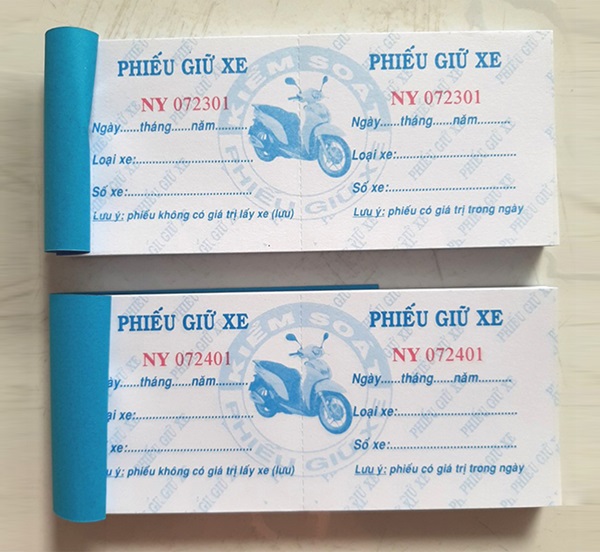 PHIẾU GIỮ XE
NY 072301
Ngày......tháng......năm..........
Loại xe:..............................
Số xe:................................
Lưu ý: phiếu không có giá trị lấy xe (lưu)
KIỂM SOÁT
PHIẾU GIỮ XE
PHIẾU GIỮ XE
NY 072301
Ngày......tháng......năm..........
Loại xe:..............................
Số xe:................................
Lưu ý: phiếu có giá trị trong ngày
PHIẾU GIỮ XE
NY 072401
ày......tháng......năm..........
ại xe:..............................
xe:................................
u ý: phiếu không có giá trị lấy xe (lưu)
KIỂM SOÁT
PHIẾU GIỮ XE
PHIẾU GIỮ XE
NY 072401
Ngày......tháng......năm..........
Loại xe:..............................
Số xe:................................
Lưu ý: phiếu có giá trị trong ngày